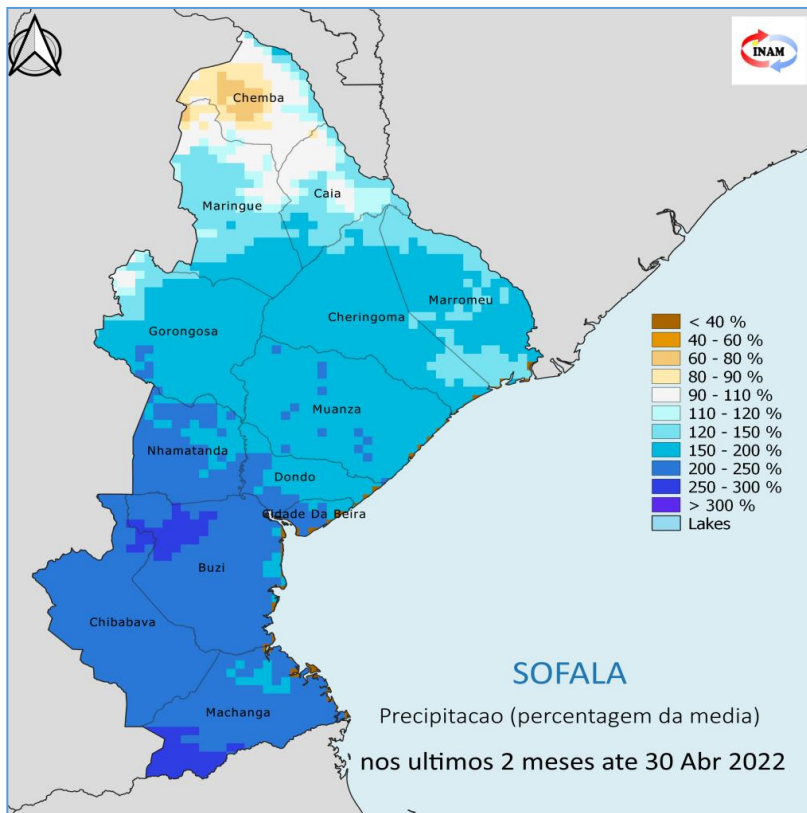 INAM
Chemba
Caia
Maringue
Marromeu
Cheringoma
Gorongosa
Muanza
Nhamatanda
Dondo
Cidade Da Beira
Buzi
Chibabava
Machanga
< 40 %
40 - 60 %
60 - 80 %
80 - 90 %
90 - 110 %
110 - 120 %
120 - 150 %
150 - 200 %
200 - 250 %
250 - 300 %
> 300 %
Lakes
SOFALA
Precipitacao (percentagem da media)
nos ultimos 2 meses ate 30 Abr 2022